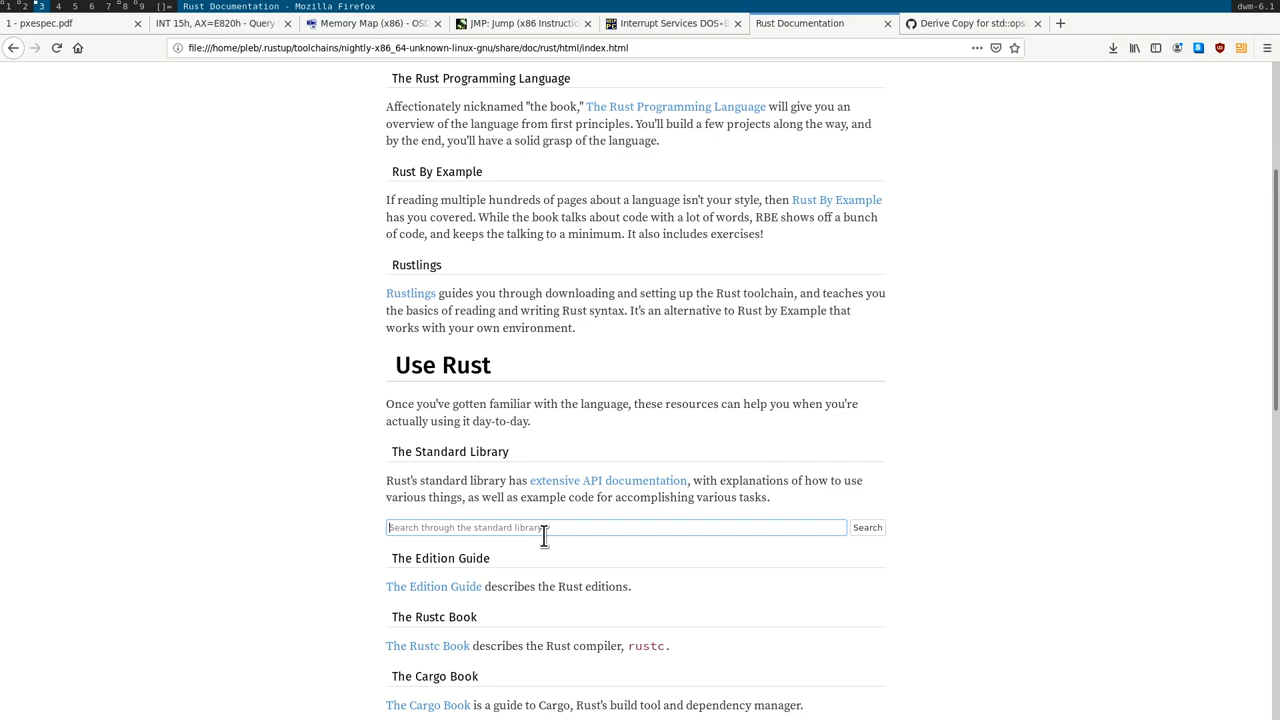 1 2 3 4 5 6 7 8 9 []= Rust Documentation - Mozilla Firefox dwm-6.1
1 - pxespec.pdf INT 15h, AX=E820h - Query Memory Map (x86) - OSD JMP: Jump (x86 Instructio Interrupt Services DOS•B Rust Documentation Derive Copy for std::ops
file:///home/pleb/.rustup/toolchains/nightly-x86_64-unknown-linux-gnu/share/doc/rust/html/index.html
The Rust Programming Language
Affectionately nicknamed "the book," The Rust Programming Language will give you an
overview of the language from first principles. You'll build a few projects along the way, and
by the end, you'll have a solid grasp of the language.
Rust By Example
If reading multiple hundreds of pages about a language isn't your style, then Rust By Example
has you covered. While the book talks about code with a lot of words, RBE shows off a bunch
of code, and keeps the talking to a minimum. It also includes exercises!
Rustlings
Rustlings guides you through downloading and setting up the Rust toolchain, and teaches you
the basics of reading and writing Rust syntax. It's an alternative to Rust by Example that
works with your own environment.
Use Rust
Once you've gotten familiar with the language, these resources can help you when you're
actually using it day-to-day.
The Standard Library
Rust's standard library has extensive API documentation, with explanations of how to use
various things, as well as example code for accomplishing various tasks.
Search through the standard library Search
The Edition Guide
The Edition Guide describes the Rust editions.
The Rustc Book
The Rustc Book describes the Rust compiler, rustc.
The Cargo Book
The Cargo Book is a guide to Cargo, Rust's build tool and dependency manager.